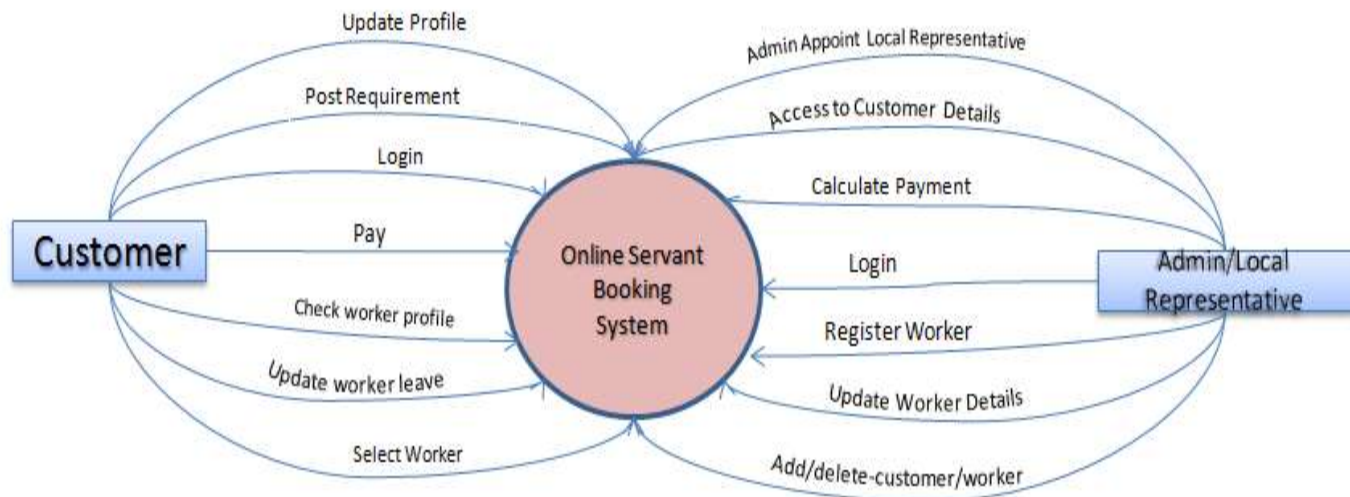 Update Profile
Post Requirement
Login
Customer
Pay
Check worker profile
Update worker leave
Select Worker
Online Servant
Booking
System
Admin Appoint Local Representative
Access to Customer Details
Calculate Payment
Login
Admin/Local
Representative
Register Worker
Update Worker Details
Add/delete-customer/worker